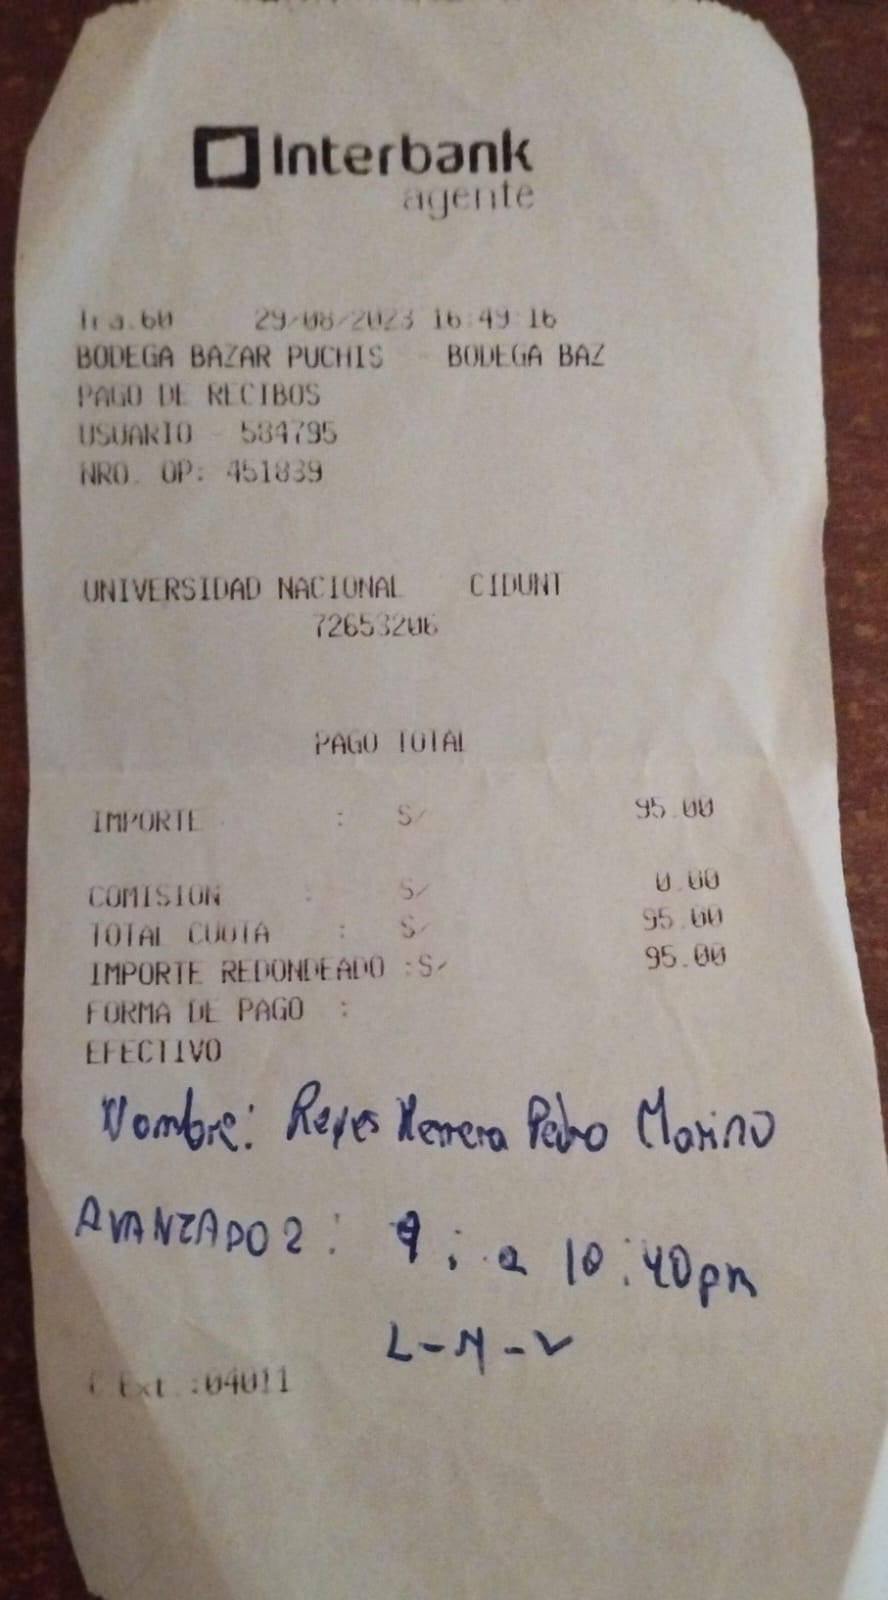 Interbank
agente
Tra.60 29/08/2023 16:49:16
BODEGA BAZAR PUCHIS - BODEGA BAZ
PAGO DE RECIBOS
USUARIO - 584795
NRO. OP: 451839
UNIVERSIDAD NACIONAL CIDUNT
72653206
PAGO TOTAL
IMPORTE : S/ 95.00
COMISION : S/ 0.00
TOTAL CUOTA : S/ 95.00
IMPORTE REDONDEADO :S/ 95.00
FORMA DE PAGO :
EFECTIVO
Nombre: Reyes Herrera Pedro Marino
AVANZADO 2 : 9 : a 10:40pm
L-M-V
C Ext.:04011